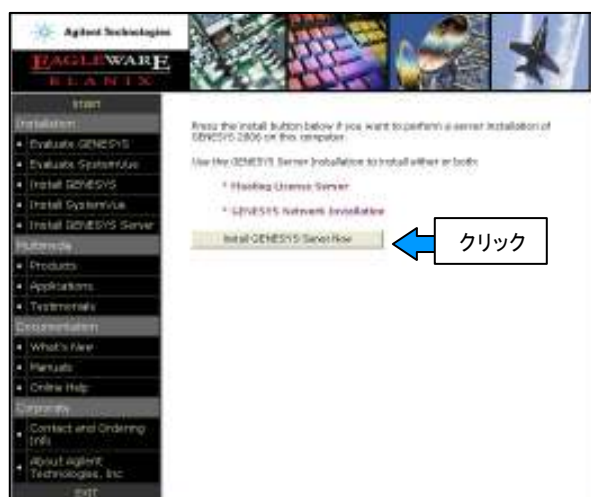 Agilent Technologies
EAGLEWARE
ELANIX
START
Installation
Evaluate GENESYS
Evaluate SystemVue
Install GENESYS
Install SystemVue
Install GENESYS Server
Multimedia
Products
Applications
Testimonials
Documentation
What's New
Manuals
Online Help
Corporate
Contact and Ordering
Info
About Agilent
Technologies, Inc
EXIT
Press the install button below if you want to perform a server installation of
GENESYS 2006 on this computer.
Use the GENESYS Server Installation to install either or both:
* Floating License Server
* GENESYS Network Installation
Install GENESYS Server Now
クリック